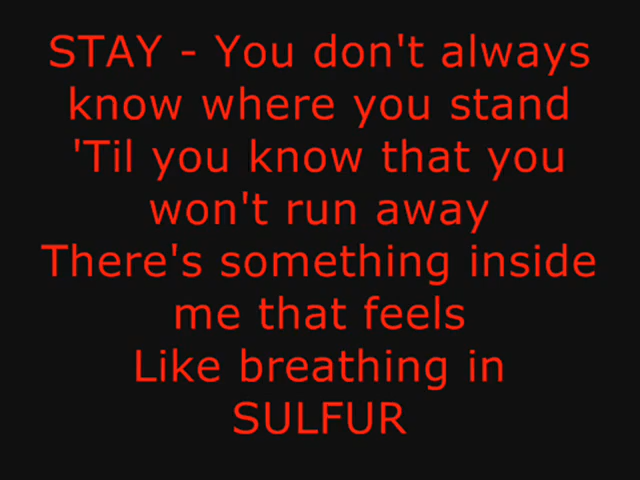 STAY - You don't always
know where you stand
'Til you know that you
won't run away
There's something inside
me that feels
Like breathing in
SULFUR